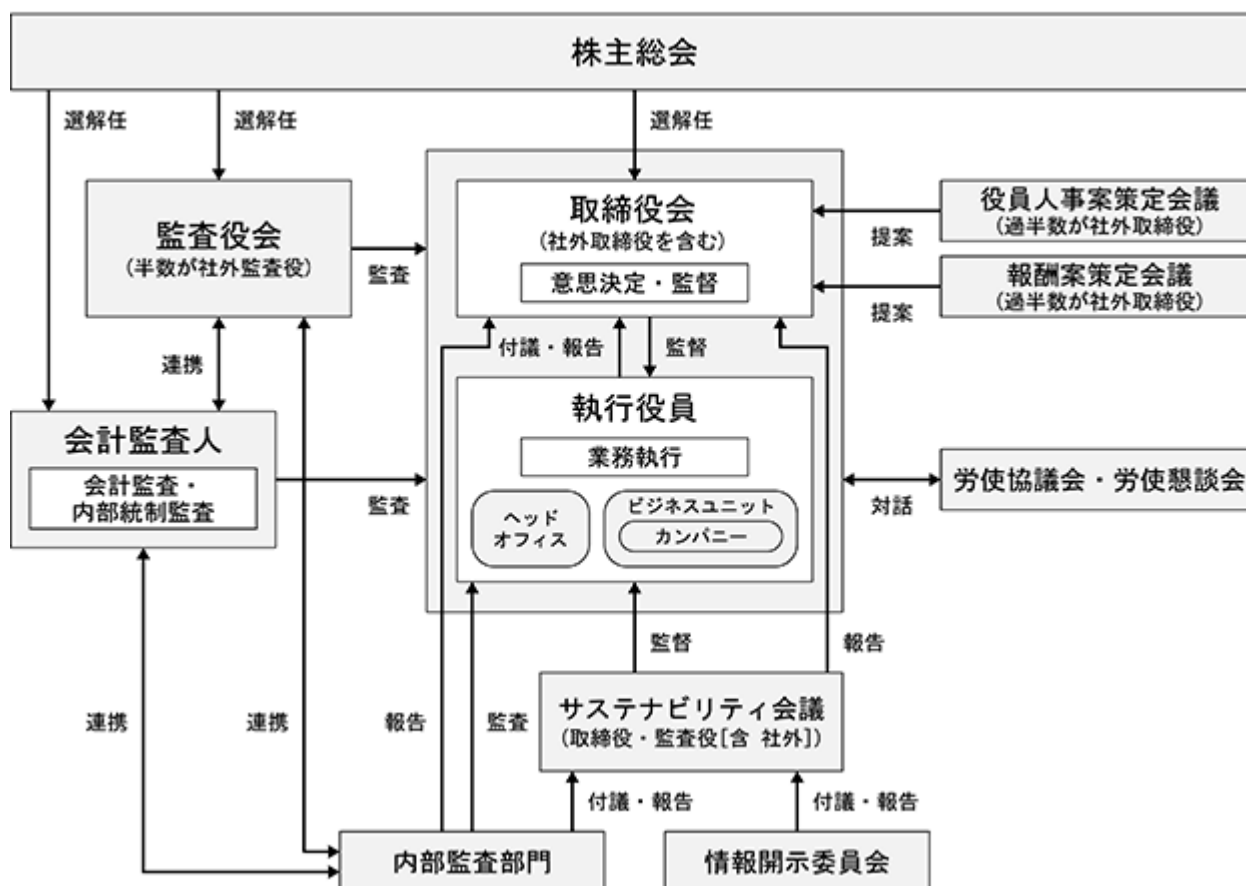 株主総会
選解任
選解任
選解任
監査役会
(半数が社外監査役)
監査
取締役会
(社外取締役を含む)
意思決定・監督
役員人事案策定会議
(過半数が社外取締役)
提案
報酬案策定会議
(過半数が社外取締役)
提案
連携
付議・報告
監督
会計監査人
会計監査・
内部統制監査
監査
執行役員
業務執行
ヘッド
オフィス
ビジネスユニット
カンパニー
労使協議会・労使懇談会
対話
監督
報告
連携
連携
報告
監査
サステナビリティ会議
(取締役・監査役[含 社外])
付議・報告
付議・報告
内部監査部門
情報開示委員会